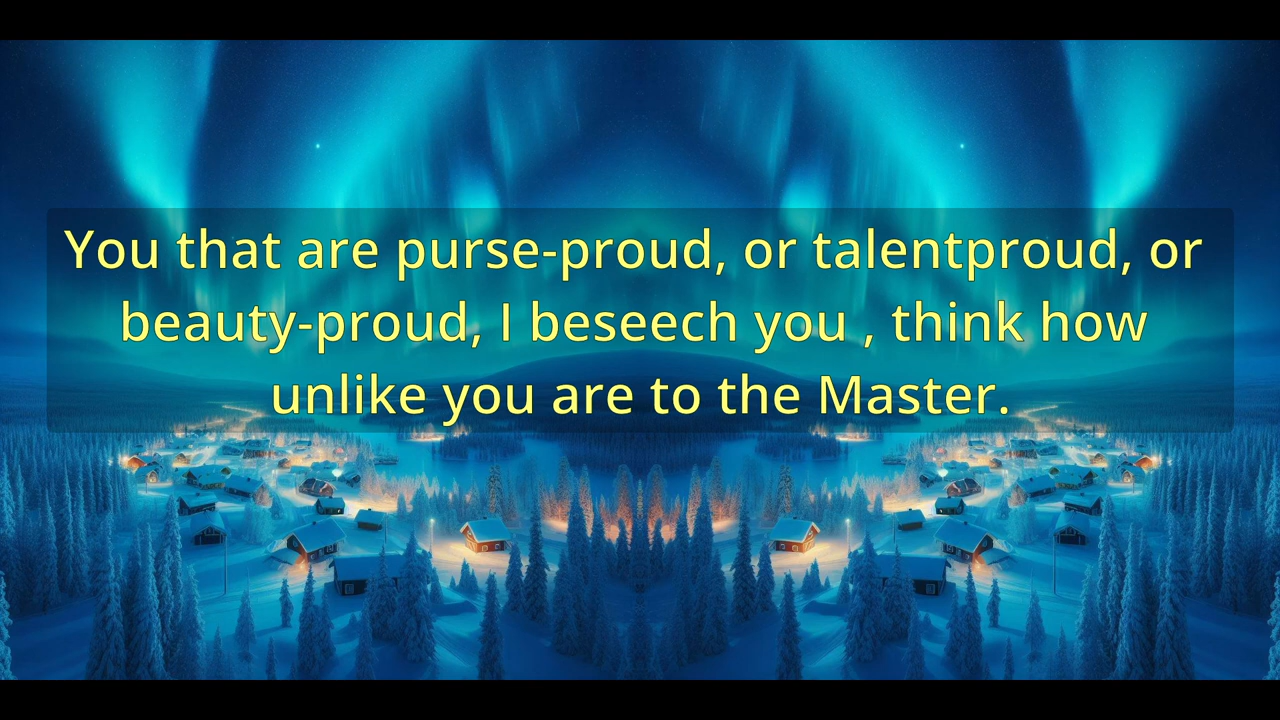 You that are purse-proud, or talentproud, or
beauty-proud, I beseech you , think how
unlike you are to the Master.